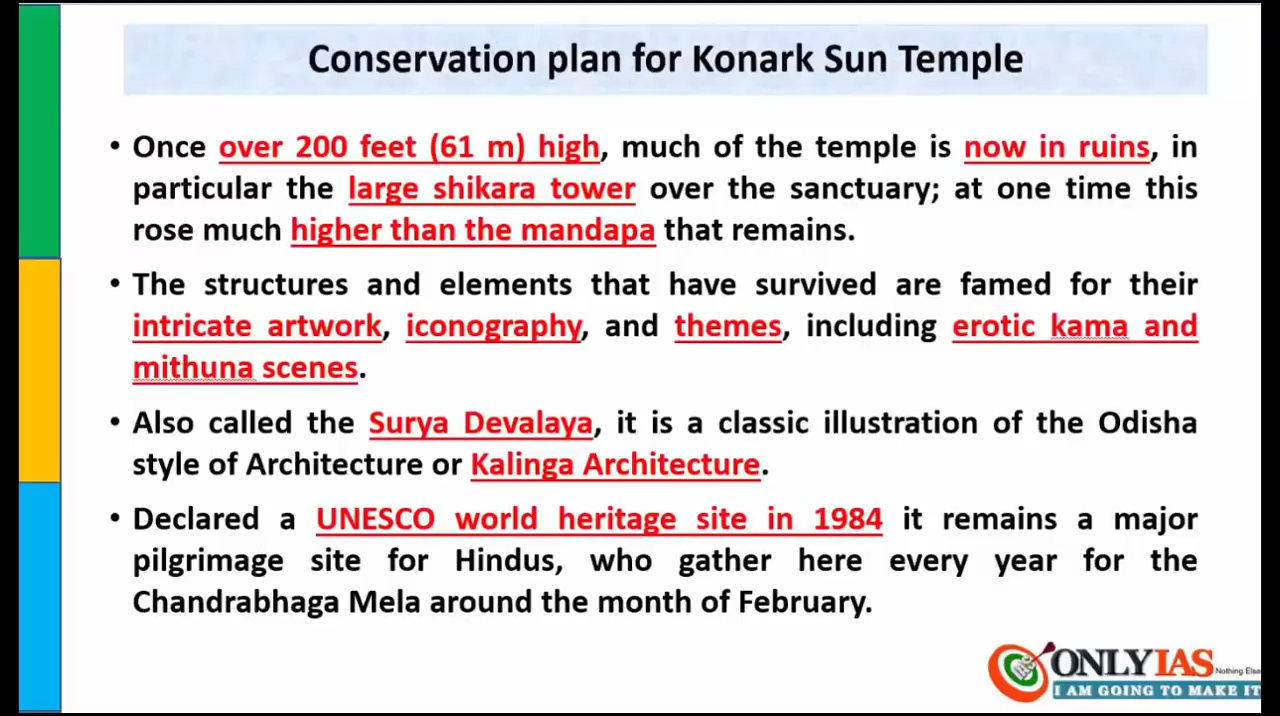 Conservation plan for Konark Sun Temple
• Once over 200 feet (61 m) high, much of the temple is now in ruins, in
particular the large shikara tower over the sanctuary; at one time this
rose much higher than the mandapa that remains.
• The structures and elements that have survived are famed for their
intricate artwork, iconography, and themes, including erotic kama and
mithuna scenes.
• Also called the Surya Devalaya, it is a classic illustration of the Odisha
style of Architecture or Kalinga Architecture.
• Declared a UNESCO world heritage site in 1984 it remains a major
pilgrimage site for Hindus, who gather here every year for the
Chandrabhaga Mela around the month of February.
ONLYIAS
Nothing Else
I AM GOING TO MAKE IT